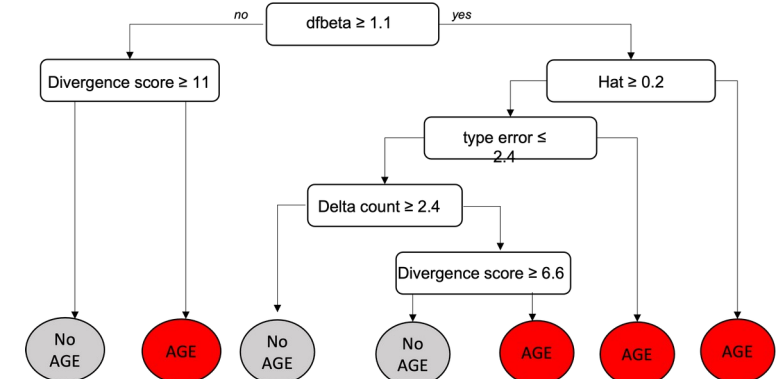 no
dfbeta ≥ 1.1
yes
Divergence score ≥ 11
Hat ≥ 0.2
type error ≤
2.4
Delta count ≥ 2.4
Divergence score ≥ 6.6
No
AGE
AGE
No
AGE
No
AGE
AGE
AGE
AGE